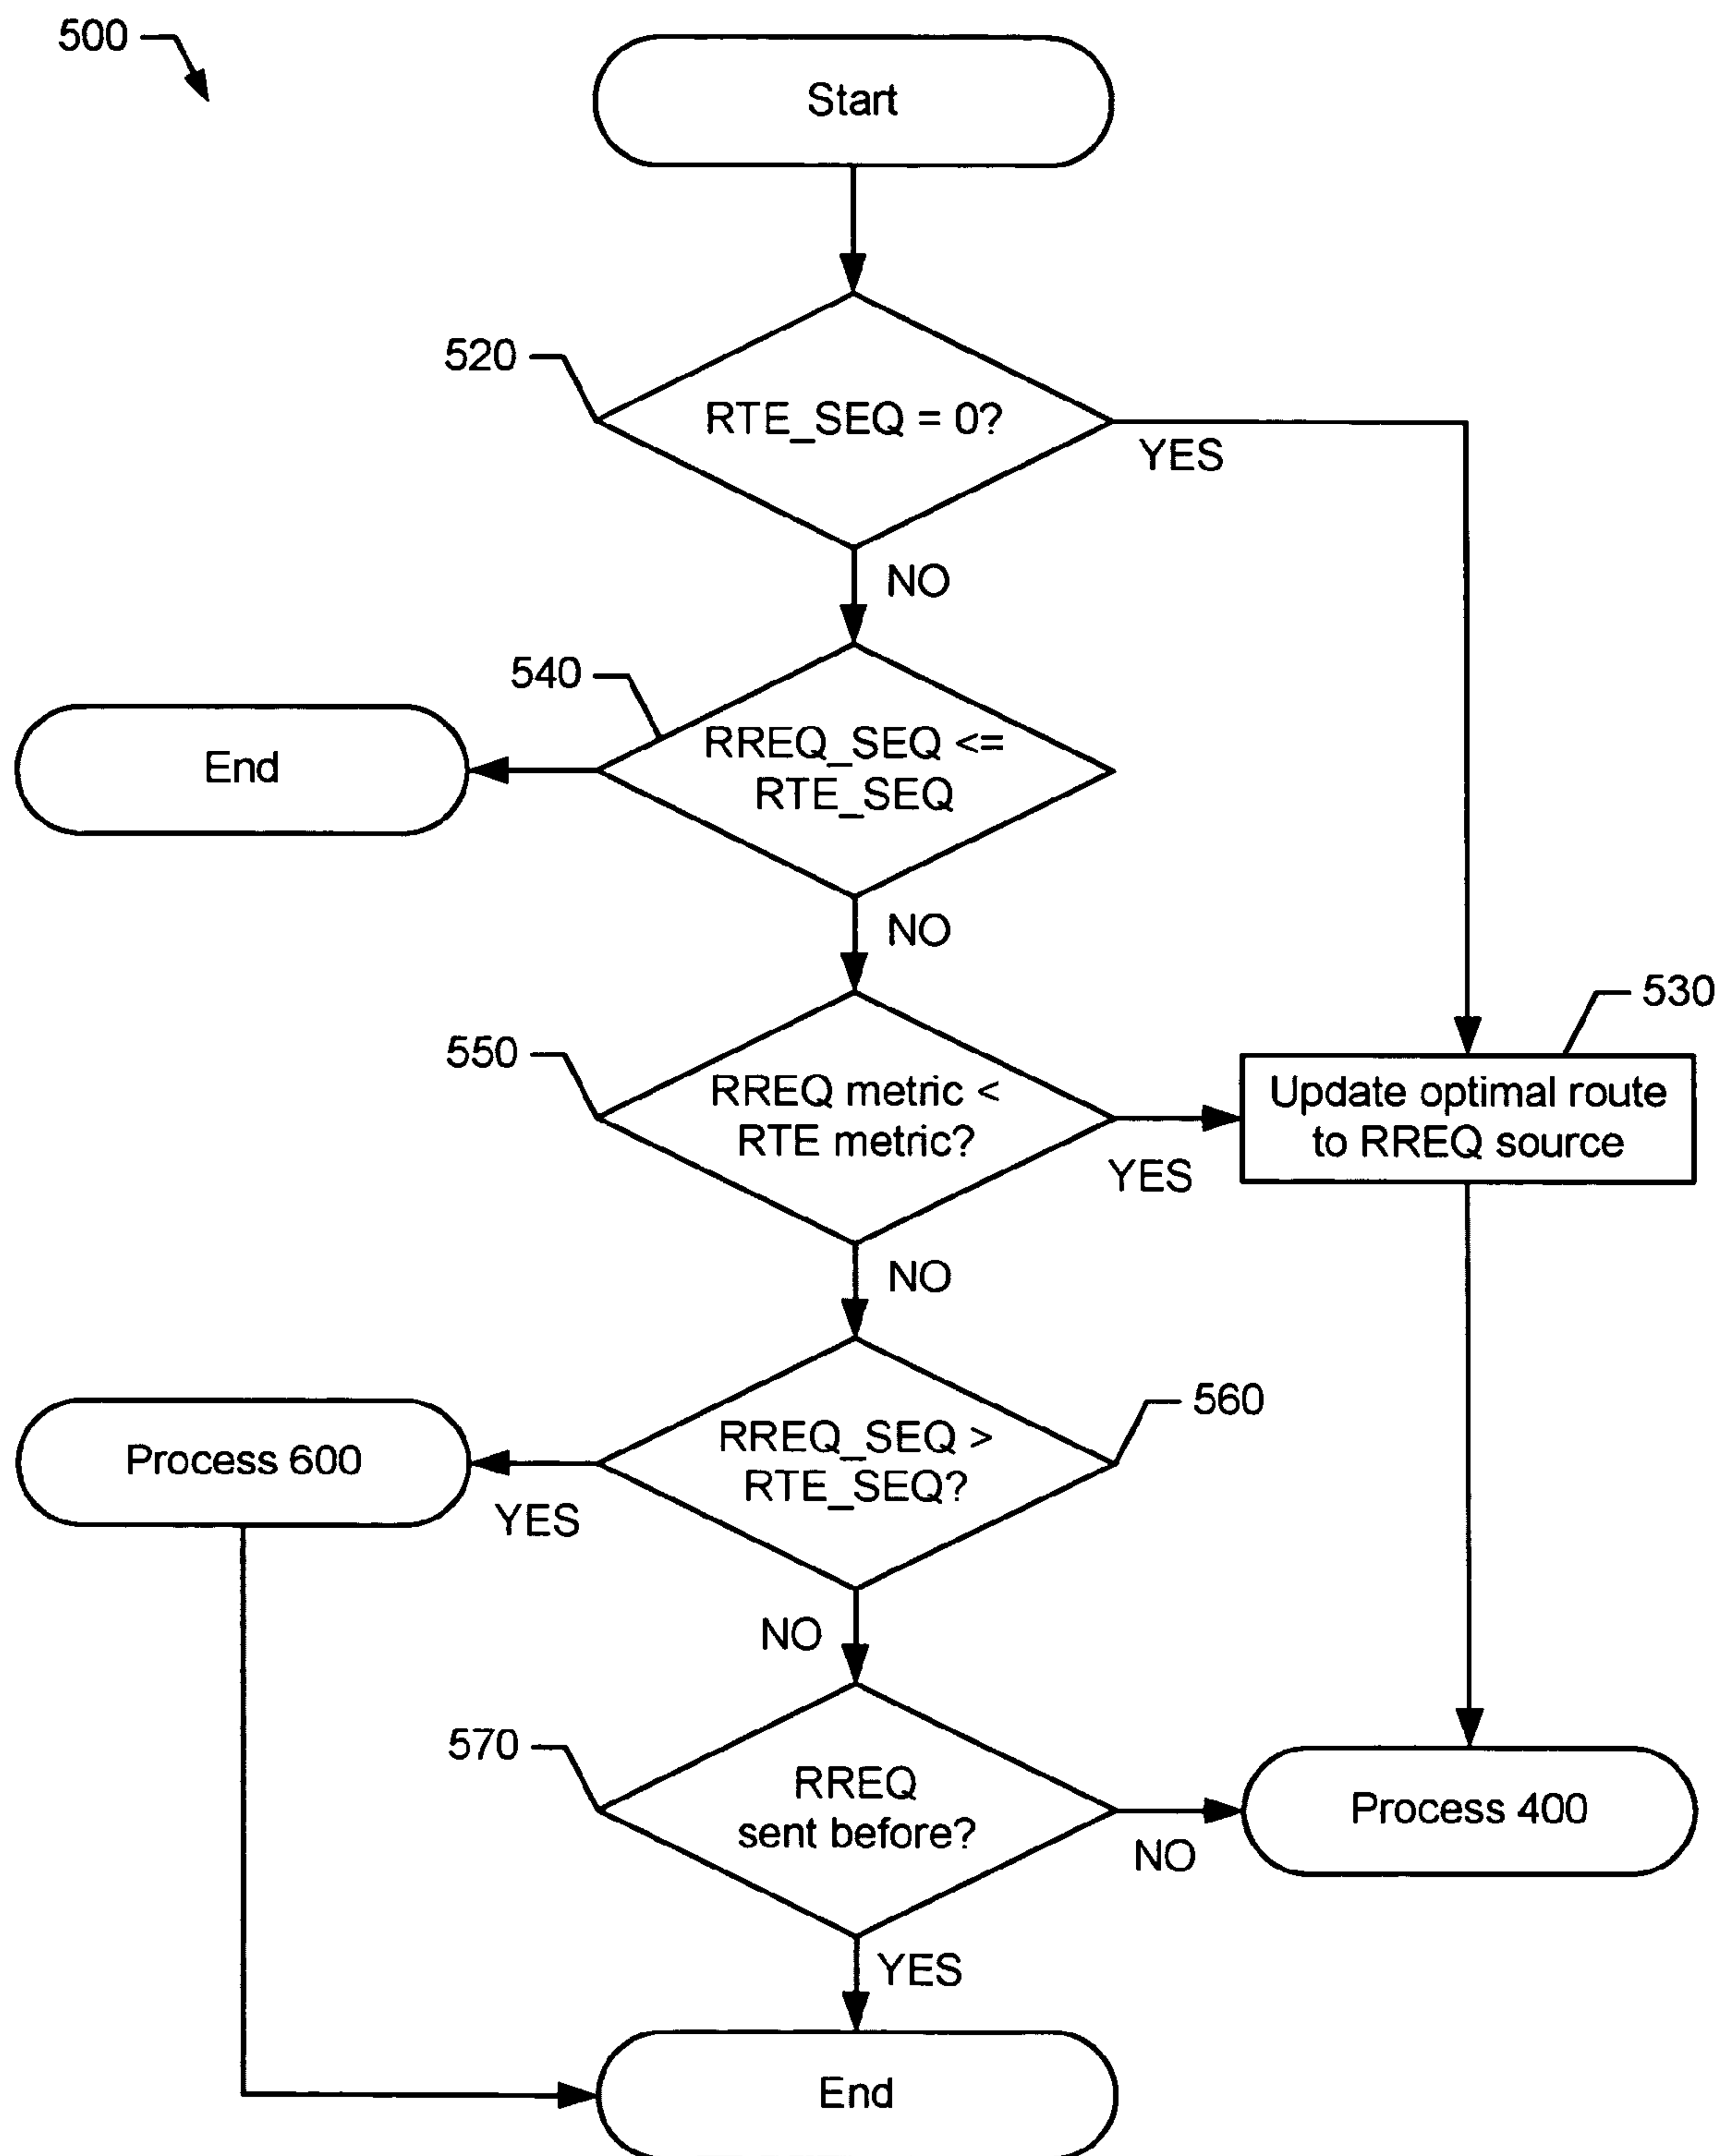 500
Start
520
RTE_SEQ = 0?
YES
NO
540
RREQ_SEQ <=
RTE_SEQ
End
NO
530
550
RREQ metric <
RTE metric?
Update optimal route
to RREQ source
YES
NO
560
RREQ_SEQ >
RTE_SEQ?
Process 600
YES
NO
570
RREQ
sent before?
Process 400
NO
YES
End